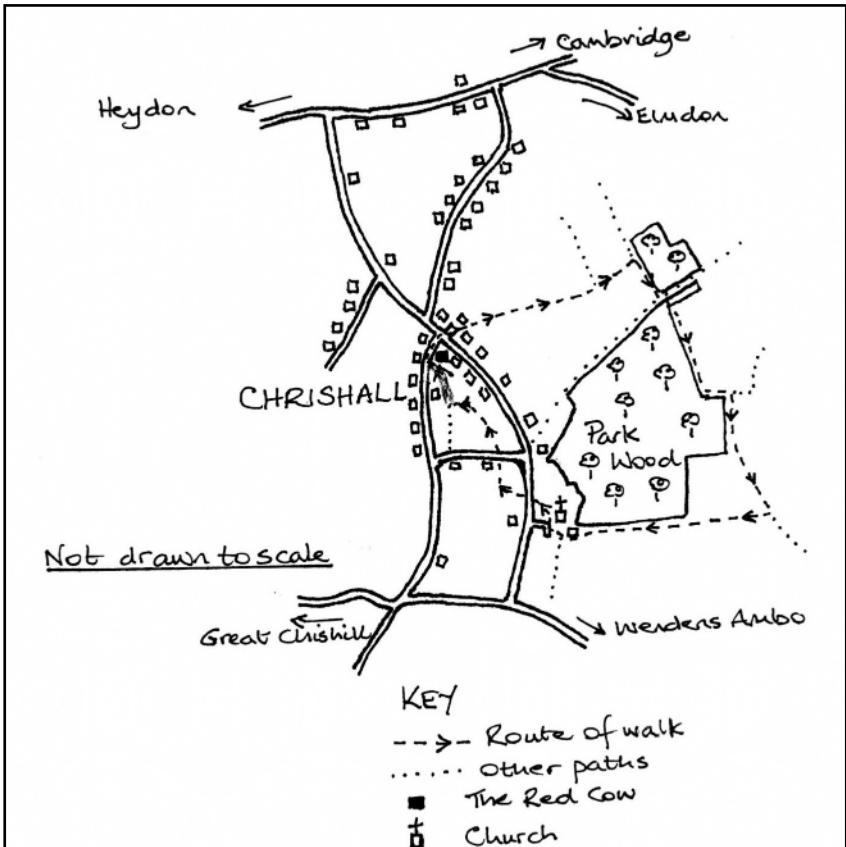 Cambridge
Heydon
Elmdon
CHRISHALL
Park
Wood
Not drawn to scale
Great Chishill
Wendens Ambo
KEY
Route of walk
Other paths
The Red Cow
Church